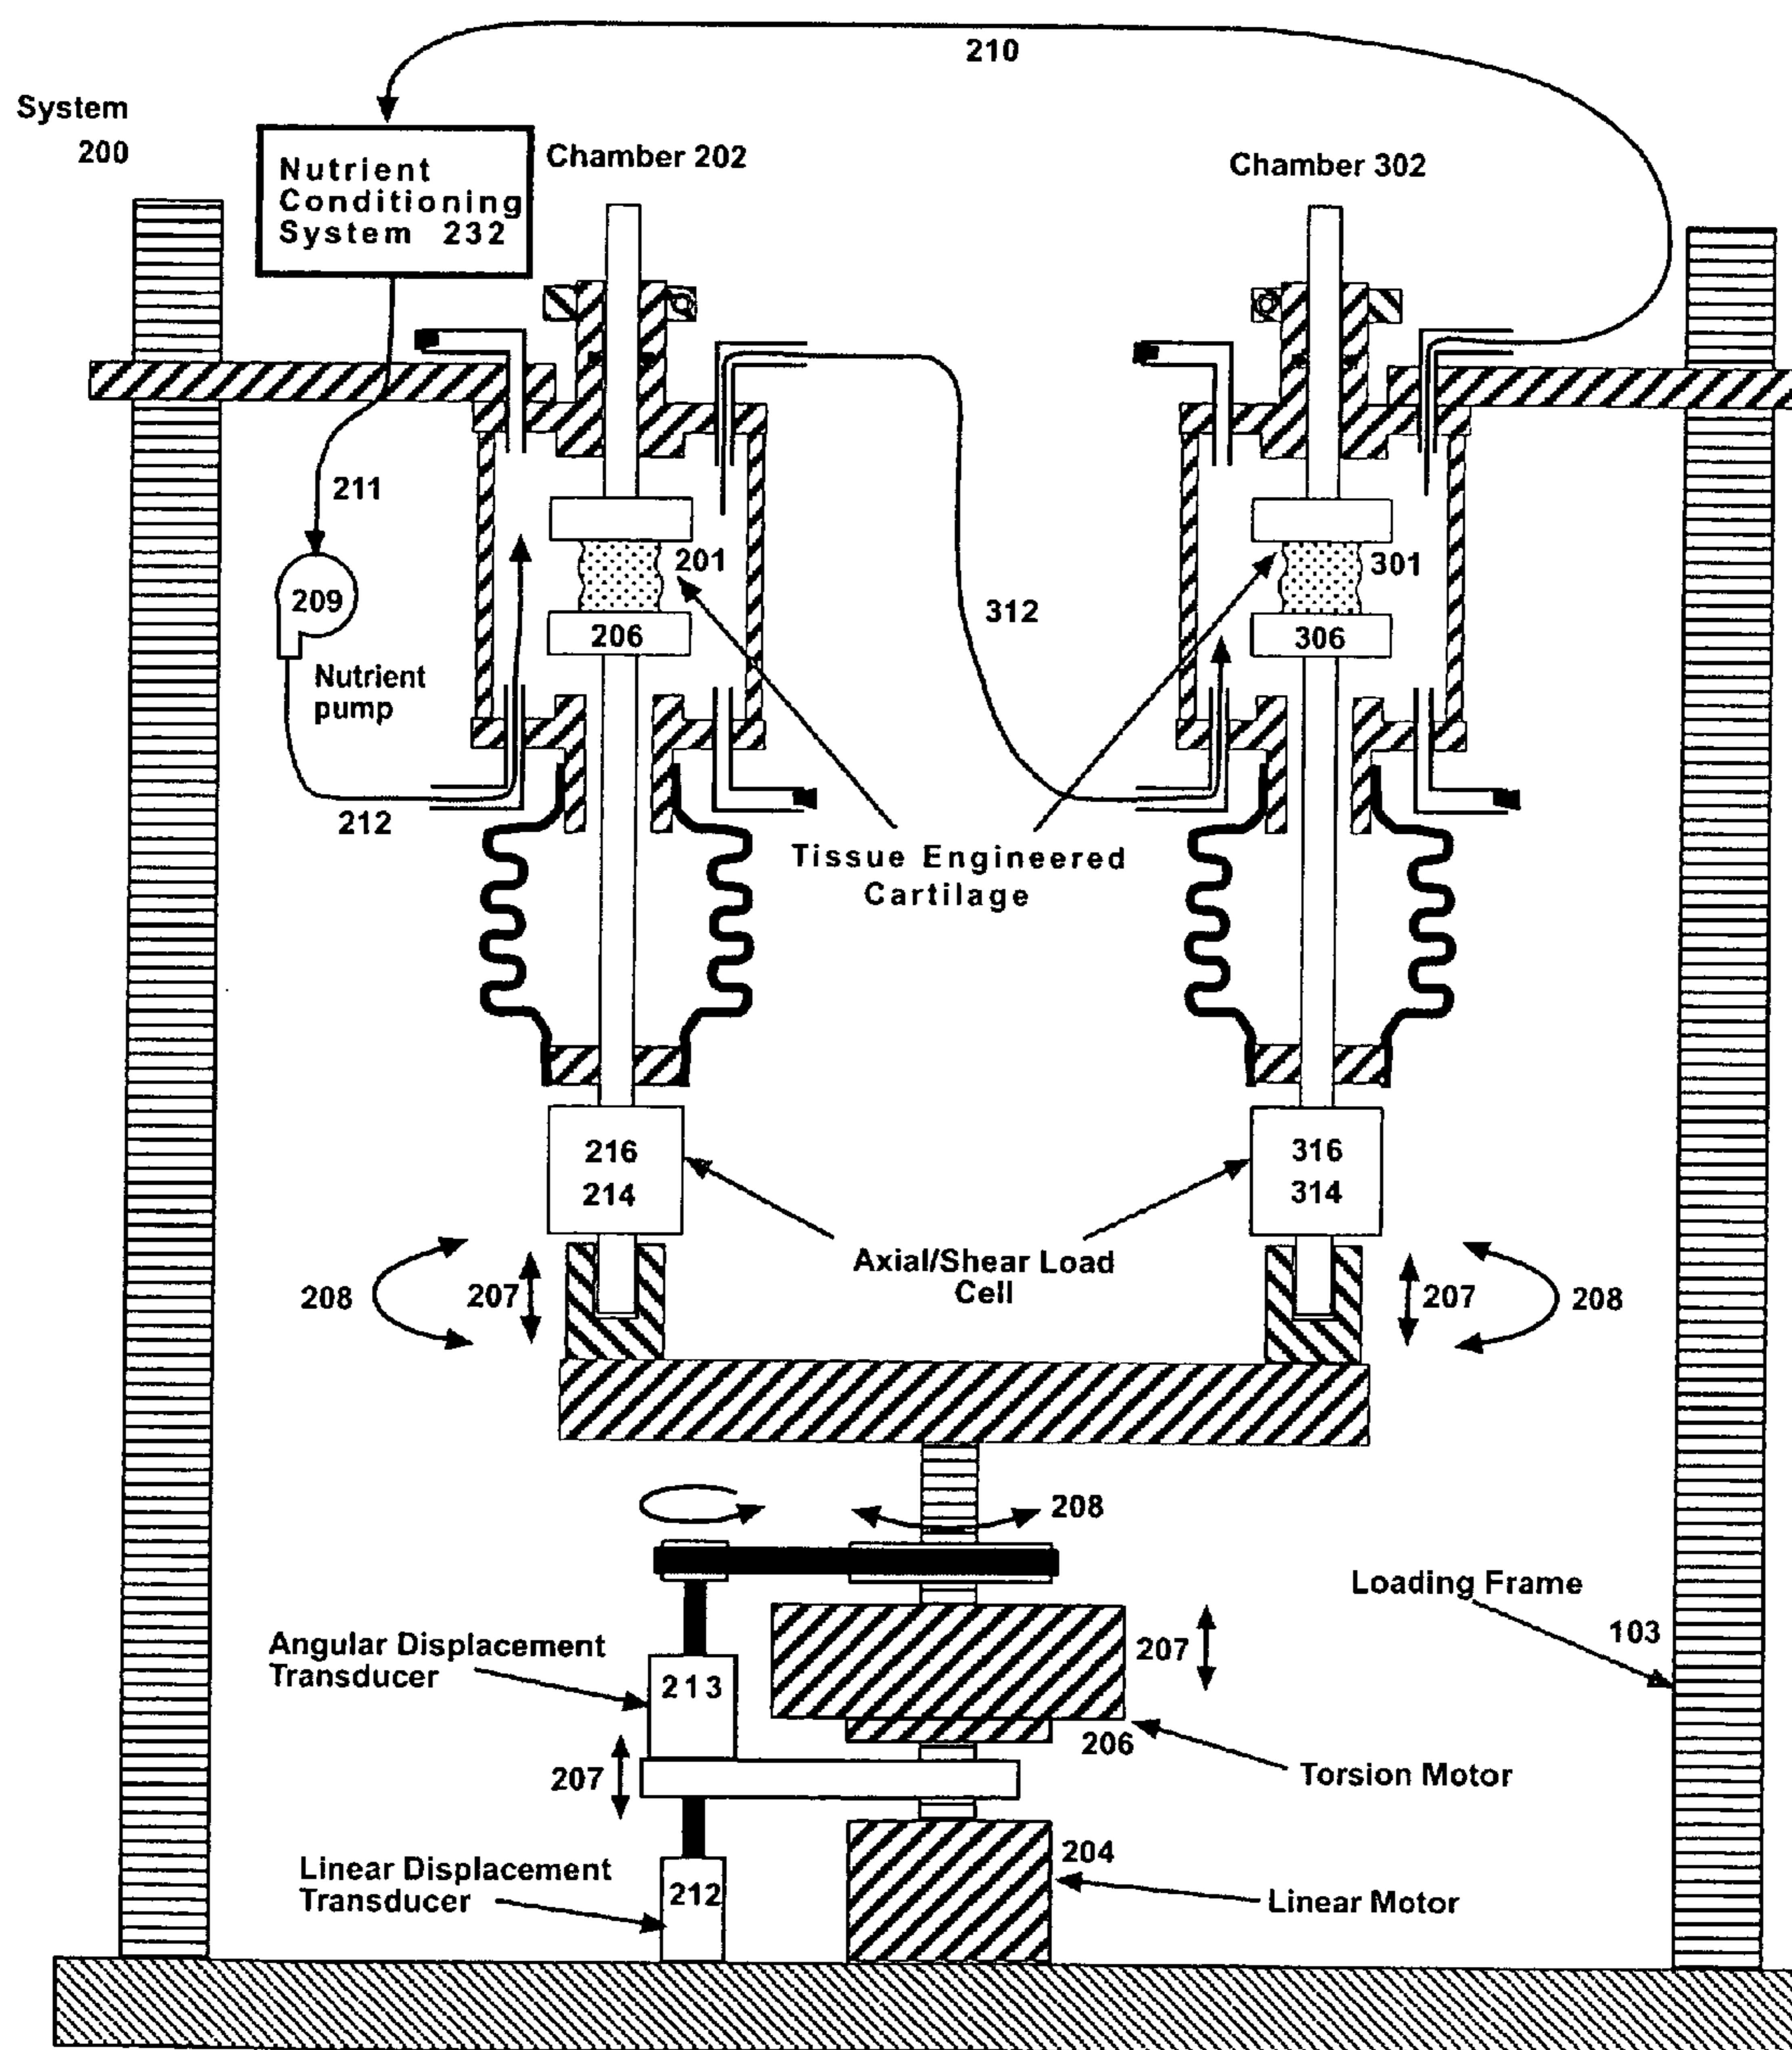 210
System
200
Nutrient
Conditioning
System 232
Chamber 202
Chamber 302
211
201
301
209
312
206
306
Nutrient
pump
212
Tissue Engineered
Cartilage
216
214
316
314
Axial/Shear Load
Cell
208
207
207
208
208
Loading Frame
103
Angular Displacement
Transducer
213
207
206
207
Torsion Motor
Linear Displacement
Transducer
212
204
Linear Motor